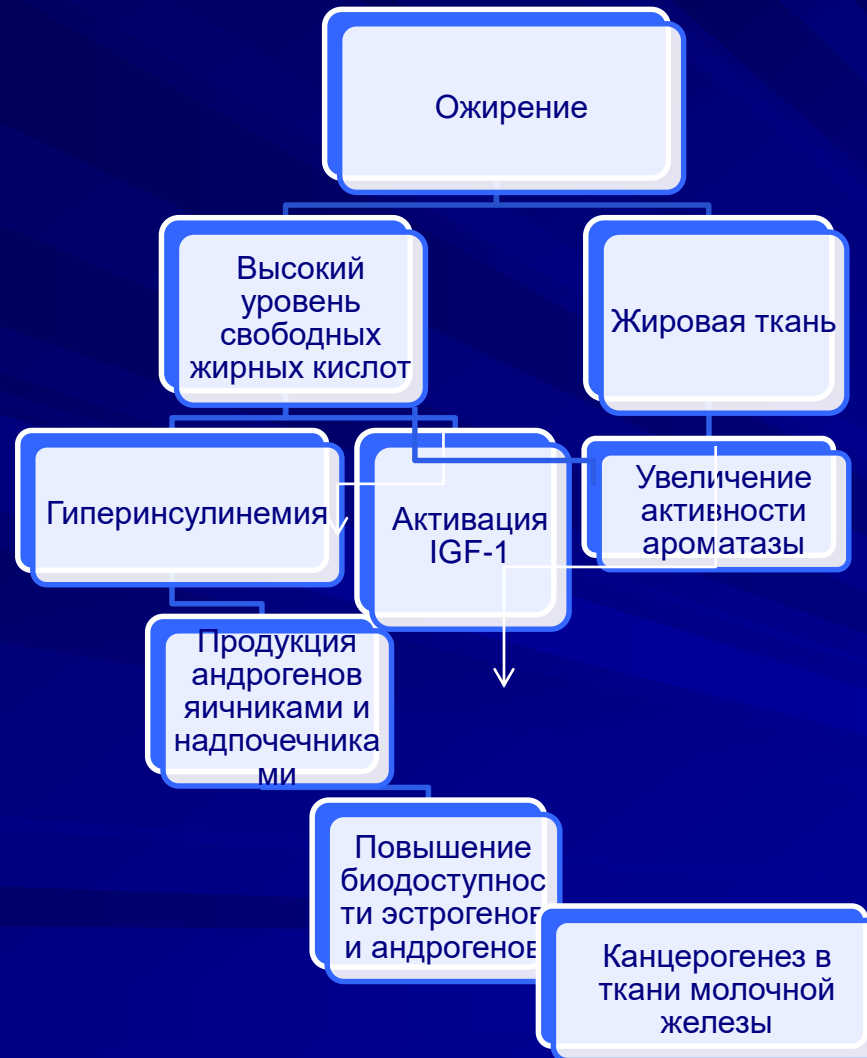 Ожирение
Высокий
уровень
свободных
жирных кислот
Жировая ткань
Гиперинсулинемия
Активация
IGF-1
Увеличение
активности
ароматазы
Продукция
андрогенов
яичниками и
надпочечника
ми
Повышение
биодоступнос
ти эстрогенов
и андрогенов
Канцерогенез в
ткани молочной
железы